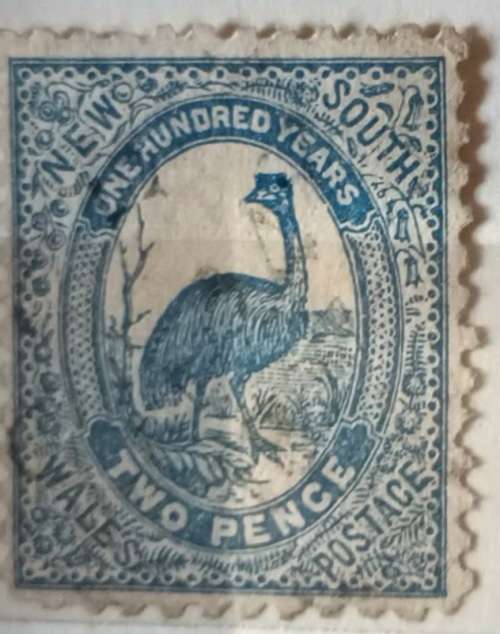 NEW SOUTH
ONE HUNDRED YEARS
TWO PENCE
WALES POSTAGE